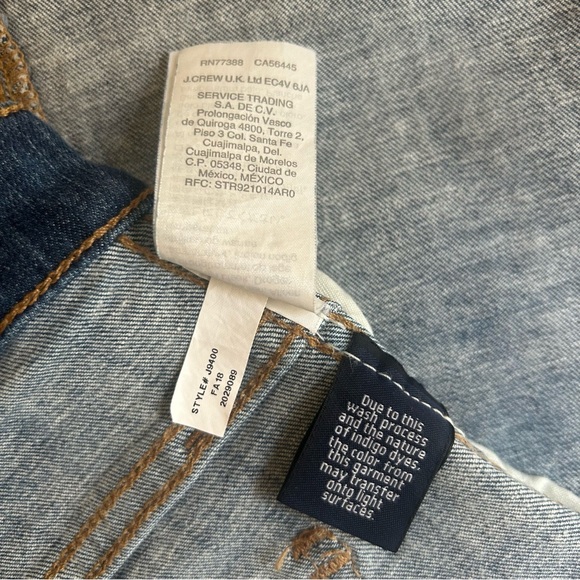 RN77388 CA56445
J.CREW U.K. Ltd EC4V 6JA
SERVICE TRADING
S.A. DE C.V.
Prolongación Vasco
de Quiroga 4800, Torre 2,
Piso 3 Col. Santa Fe
Cuajimalpa, Del.
Cuajimalpa de Morelos
C.P. 05348, Ciudad de
México, MÉXICO
RFC: STR921014AR0
STYLE# J9400
FA18
2029089
Due to this
wash process
and the nature
of indigo dyes.
the color from
this garment
may transfer
onto light
surfaces.